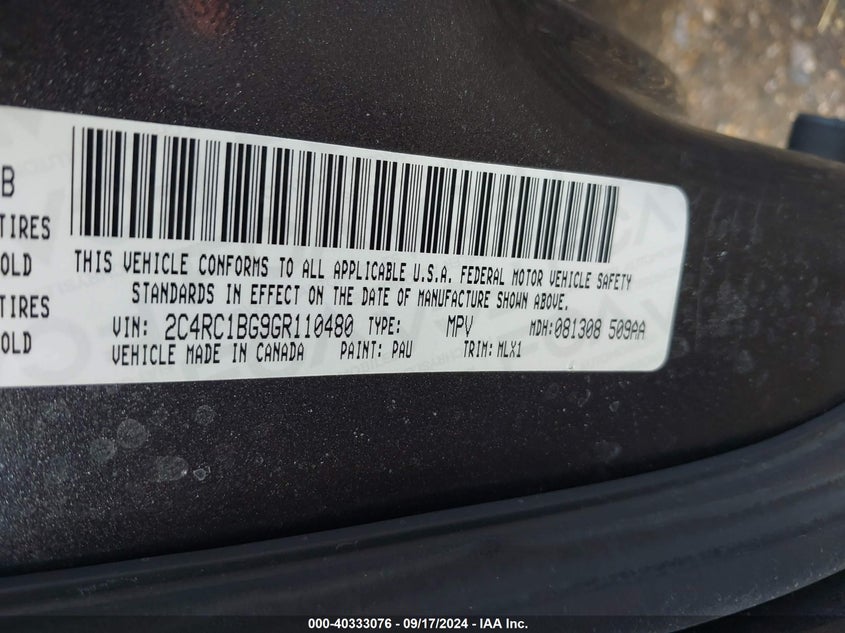 B
TIRES
OLD
TIRES
OLD
THIS VEHICLE CONFORMS TO ALL APPLICABLE U.S.A. FEDERAL MOTOR VEHICLE SAFETY
STANDARDS IN EFFECT ON THE DATE OF MANUFACTURE SHOWN ABOVE.
VIN: 2C4RC1BG9GR110480 TYPE: MPV MDH: 081308 509AA
VEHICLE MADE IN CANADA PAINT: PAU TRIM: MLX1
000-40333076 - 09/17/2024 - IAA Inc.